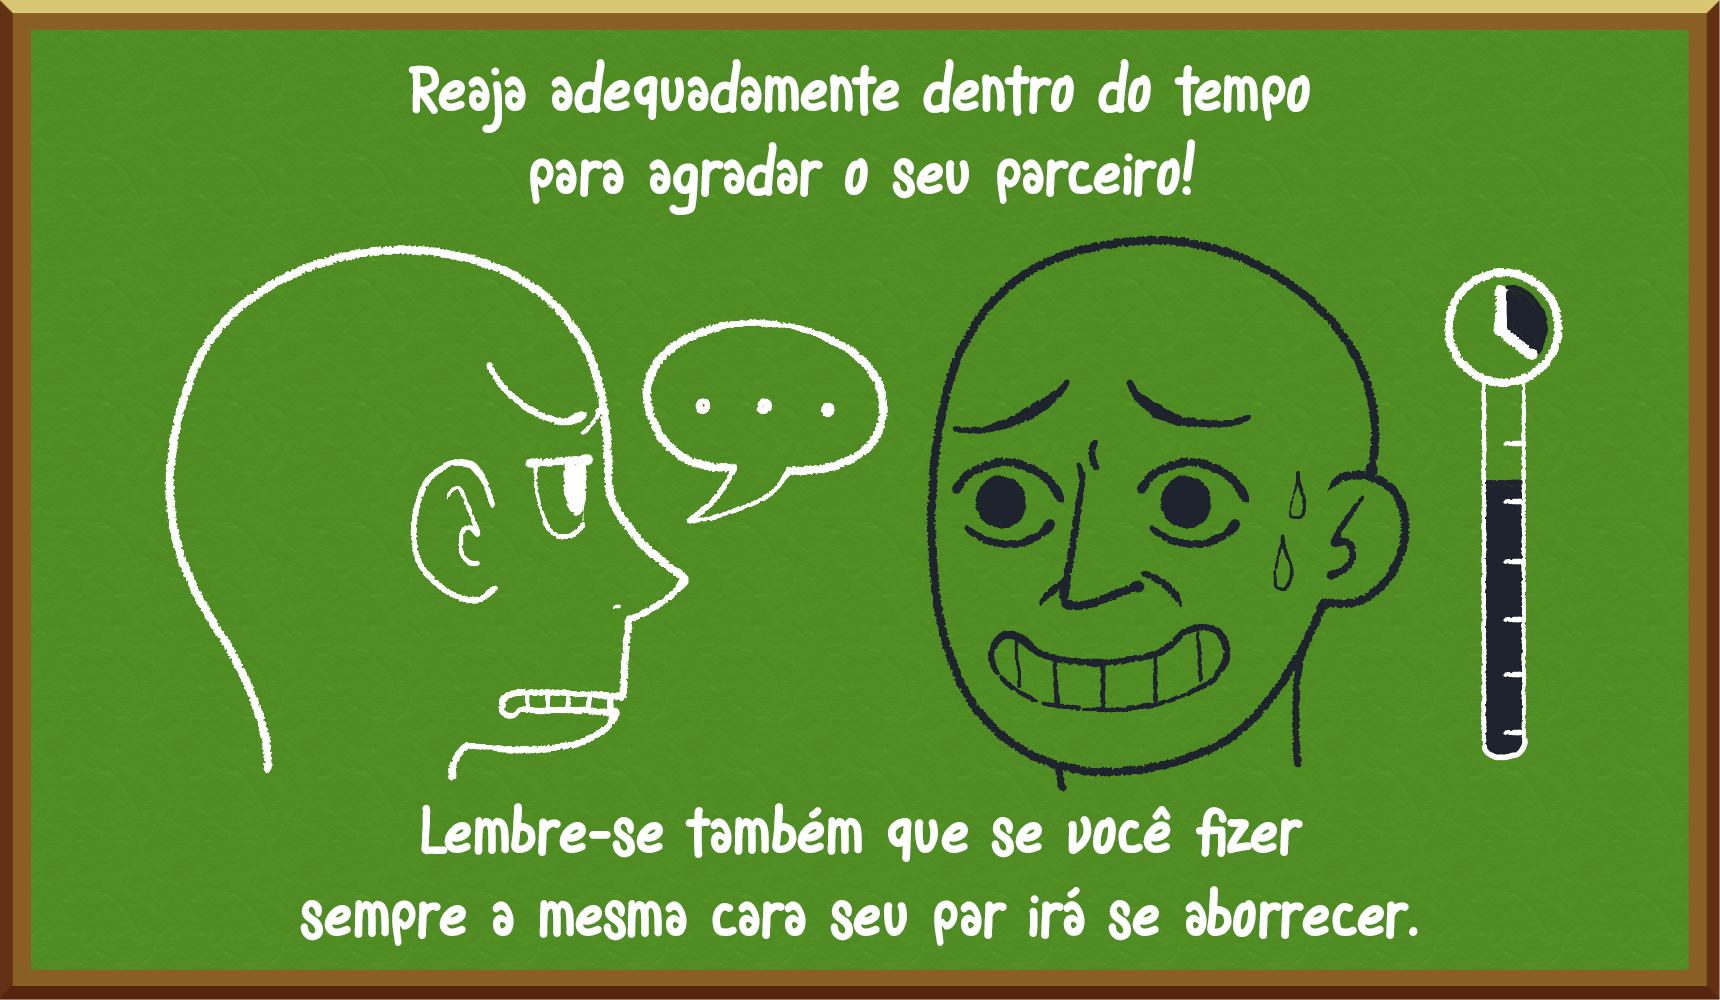 Reaja adequadamente dentro do tempo
para agradar o seu parceiro!
...
Lembre-se também que se você fizer
sempre a mesma cara seu par irá se aborrecer.